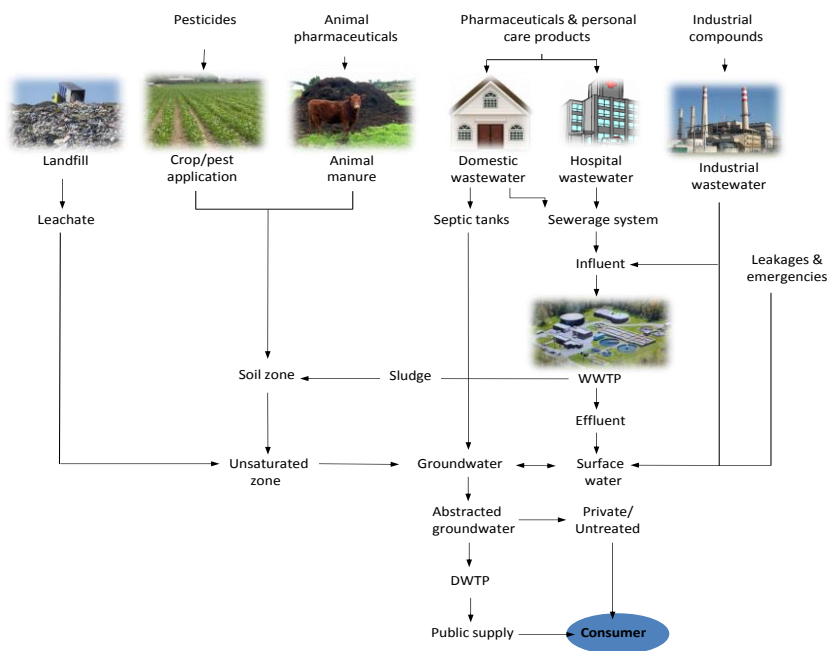 Pesticides
Animal
pharmaceuticals
Pharmaceuticals & personal
care products
Industrial
compounds
Landfill
Crop/pest
application
Animal
manure
Domestic
wastewater
Hospital
wastewater
Industrial
wastewater
Leachate
Septic tanks
Sewerage system
Influent
Leakages &
emergencies
Soil zone
Sludge
WWTP
Effluent
Unsaturated
zone
Groundwater
Surface
water
Abstracted
groundwater
Private/
Untreated
DWTP
Public supply
Consumer